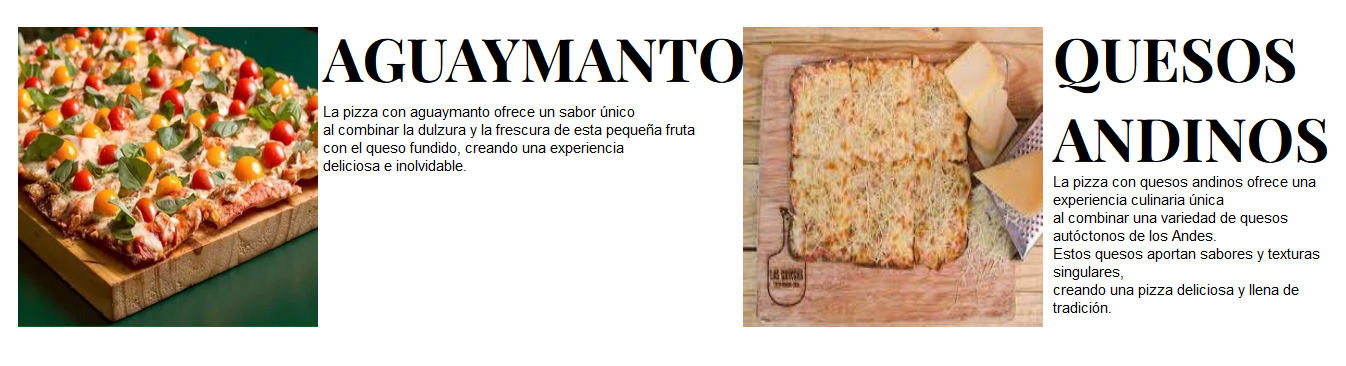 AGUAYMANTO
La pizza con aguaymanto ofrece un sabor único
al combinar la dulzura y la frescura de esta pequeña fruta
con el queso fundido, creando una experiencia
deliciosa e inolvidable.
QUESOS
ANDINOS
La pizza con quesos andinos ofrece una
experiencia culinaria única
al combinar una variedad de quesos
autóctonos de los Andes.
Estos quesos aportan sabores y texturas
singulares,
creando una pizza deliciosa y llena de
tradición.